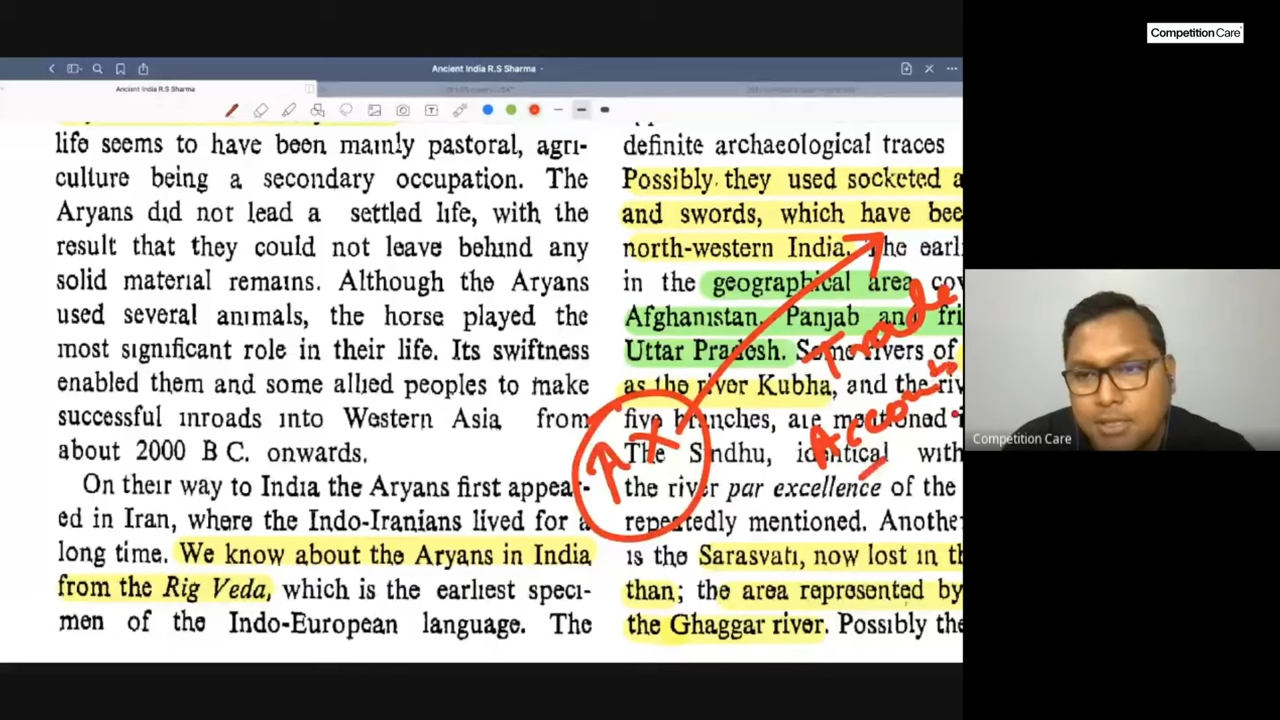 CompetitionCare
Ancient India R.S Sharma
Ancient India R.S Sharma
life seems to have been mainly pastoral, agri-
culture being a secondary occupation. The
Aryans did not lead a settled life, with the
result that they could not leave behind any
solid material remains. Although the Aryans
used several animals, the horse played the
most significant role in their life. Its swiftness
enabled them and some allied peoples to make
successful inroads into Western Asia from
about 2000 B C. onwards.
On their way to India the Aryans first appear-
ed in Iran, where the Indo-Iranians lived for a
long time. We know about the Aryans in India
from the Rig Veda, which is the earliest speci-
men of the Indo-European language. The
definite archaeological traces
Possibly they used socketed a
and swords, which have bee
north-western India. The earli
in the geographical area cov
Afghanistan, Panjab and fri
Uttar Pradesh. Some rivers of
as the river Kubha, and the riv
five branches, are mentioned i
The Sindhu, identical with
the river par excellence of the
repeatedly mentioned. Another
is the Sarasvati, now lost in th
than; the area represented by
the Ghaggar river. Possibly the
Trade
Accounts
Competition Care